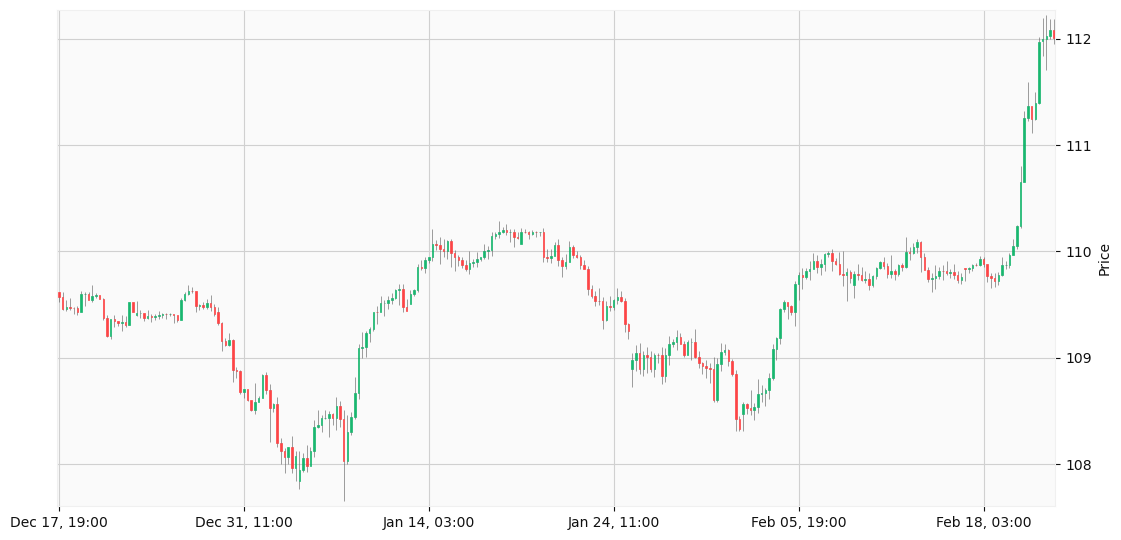 112
111
110
109
108
Price
Dec 17, 19:00
Dec 31, 11:00
Jan 14, 03:00
Jan 24, 11:00
Feb 05, 19:00
Feb 18, 03:00